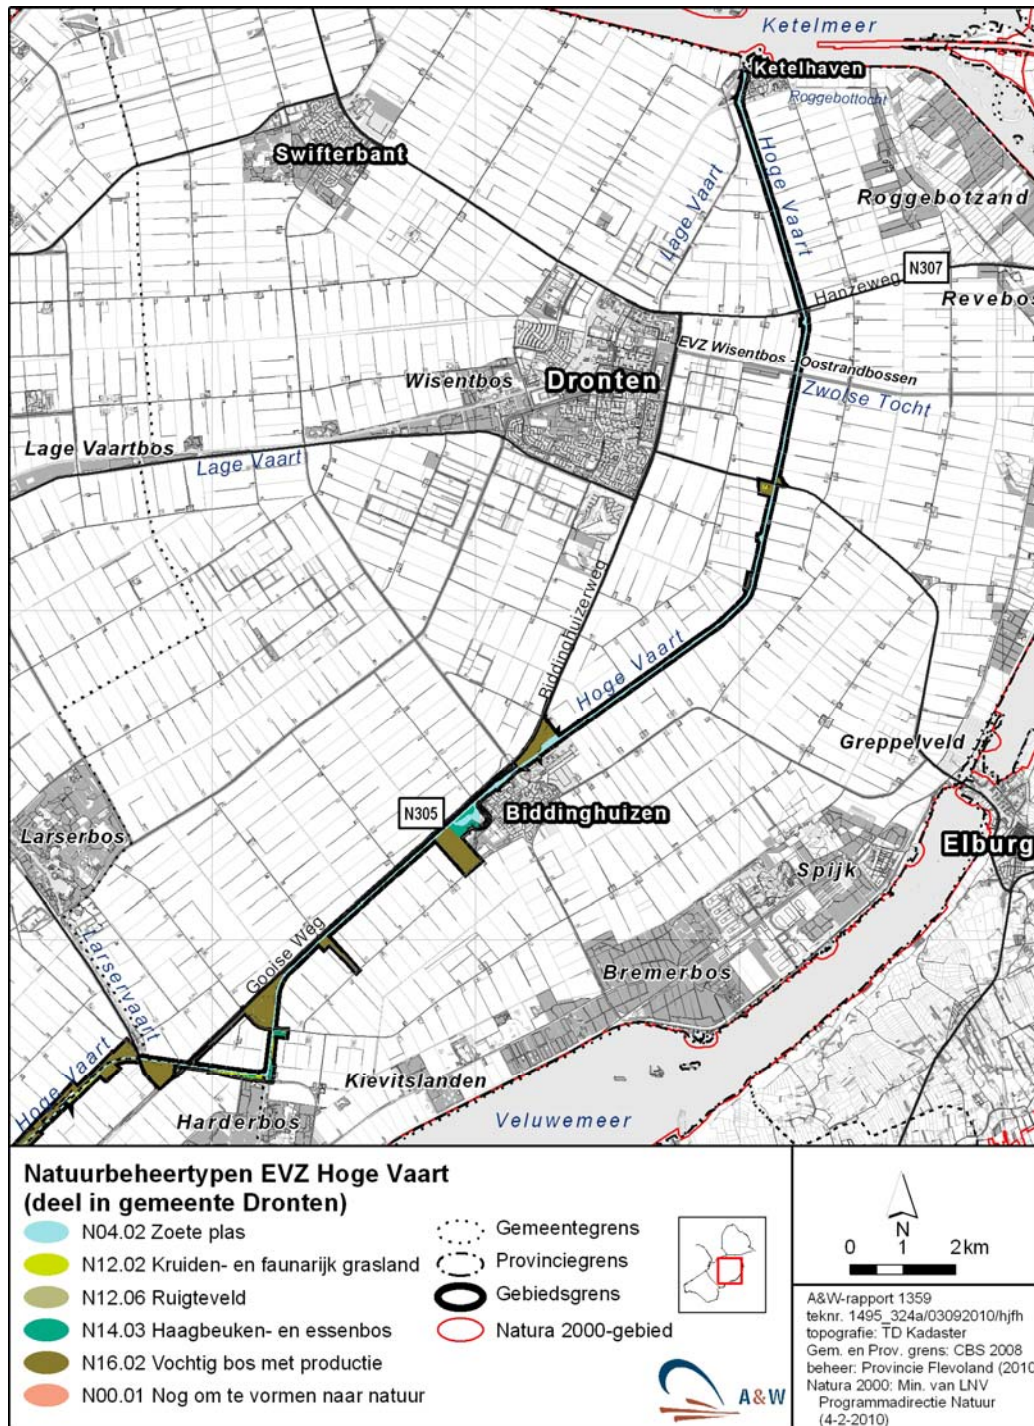 Ketelmeer
Ketelhaven
Roggebottocht
Swifterbant
Hoge Vaart
Lage Vaart
Roggebotzand
N307
Hanzeweg
Revebos
EVZ Wisentbos - Oostrandbossen
Wisentbos
Dronten
Zwolse Tocht
Lage Vaartbos
Lage Vaart
Biddinghuizerweg
Hoge Vaart
Greppelveld
N305
Biddinghuizen
Larserbos
Elburg
Spijk
Gooise Weg
Larservaart
Bremerbos
Hoge Vaart
Kievitslanden
Harderbos
Veluwemeer
Natuurbeheertypen EVZ Hoge Vaart
(deel in gemeente Dronten)
N04.02 Zoete plas
N12.02 Kruiden- en faunarijk grasland
N12.06 Ruigteveld
N14.03 Haagbeuken- en essenbos
N16.02 Vochtig bos met productie
N00.01 Nog om te vormen naar natuur
Gemeentegrens
Provinciegrens
Gebiedsgrens
Natura 2000-gebied
A&W
N
0 1 2 km
A&W-rapport 1359
teknr. 1495_324a/03092010/hjfh
topografie: TD Kadaster
Gem. en Prov. grens: CBS 2008
beheer: Provincie Flevoland (2010
Natura 2000: Min. van LNV
Programmadirectie Natuur
(4-2-2010)